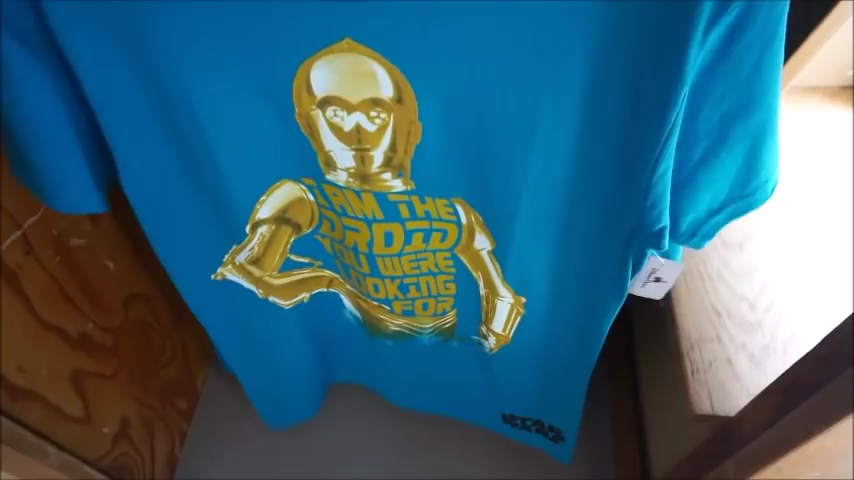 I AM THE
DROID
YOU WERE
LOOKING
FOR
STAR
WARS